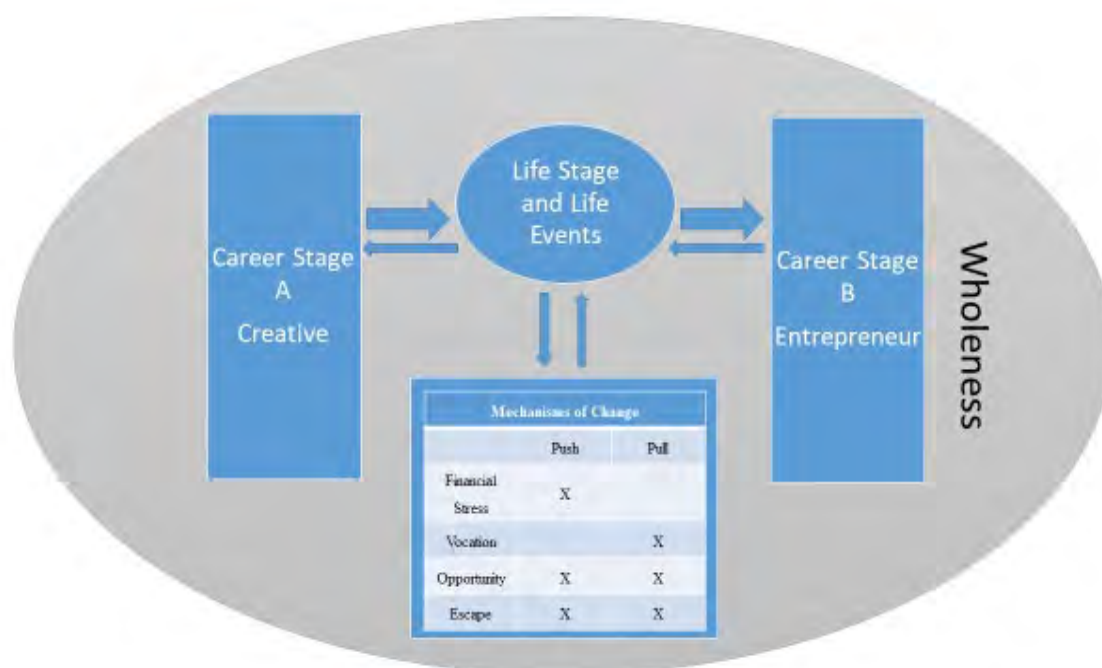 Career Stage
A
Creative
Life Stage
and Life
Events
Career Stage
B
Entrepreneur
Wholeness
Mechanisms of Change
Push Pull
Financial
Stress X
Vocation X
Opportunity X X
Escape X X